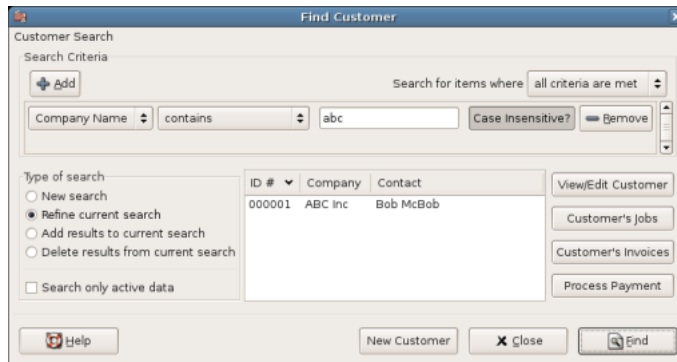 Find Customer
Customer Search
Search Criteria
Add
Search for items where all criteria are met
Company Name contains abc Case Insensitive? Remove
Type of search
New search
Refine current search
Add results to current search
Delete results from current search
Search only active data
ID # Company Contact
000001 ABC Inc Bob McBob
View/Edit Customer
Customer's Jobs
Customer's Invoices
Process Payment
Help New Customer Close Find